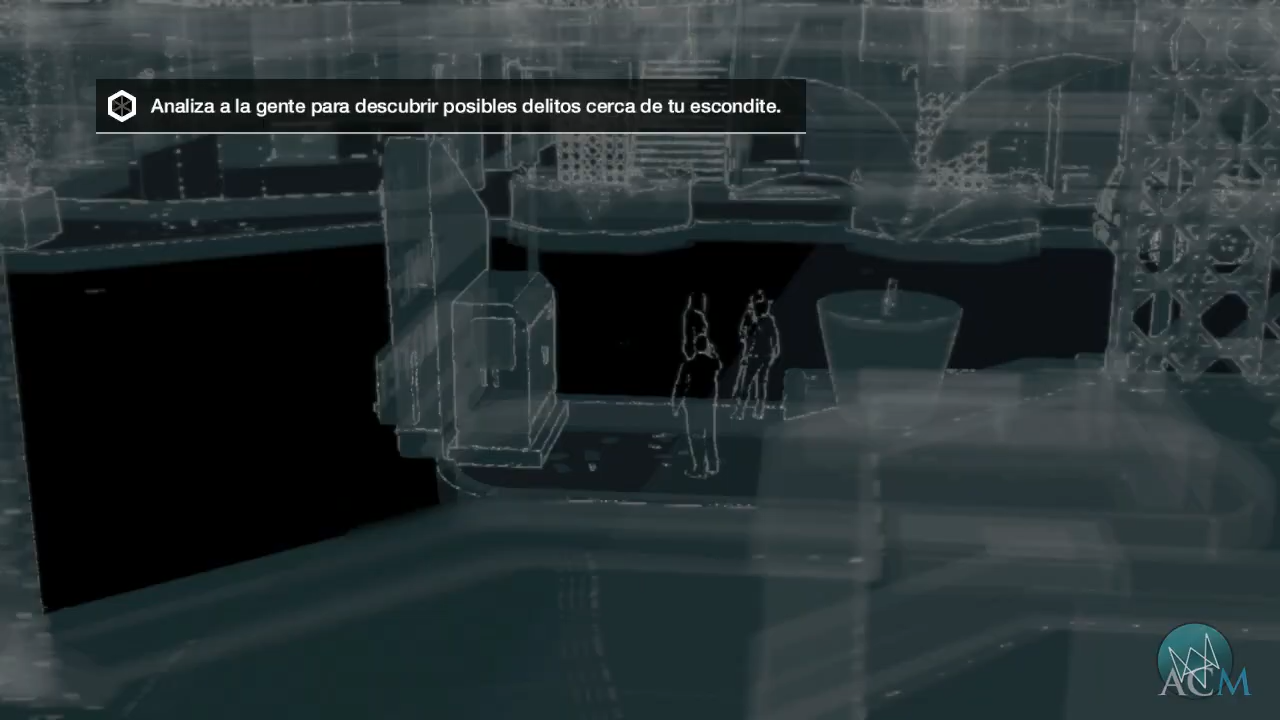 Analiza a la gente para descubrir posibles delitos cerca de tu escondite.
ACM